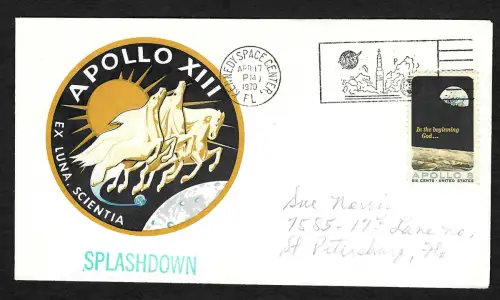 APOLLO XIII
EX LUNA, SCIENTIA
SPLASHDOWN
KENNEDY SPACE CENTER,
APR 17
PM
1970
FL
In the beginning
God...
APOLLO 8
SIX CENTS · UNITED STATES
Sue Norris
7585-17th Lane no.
St Petersburg, Fla